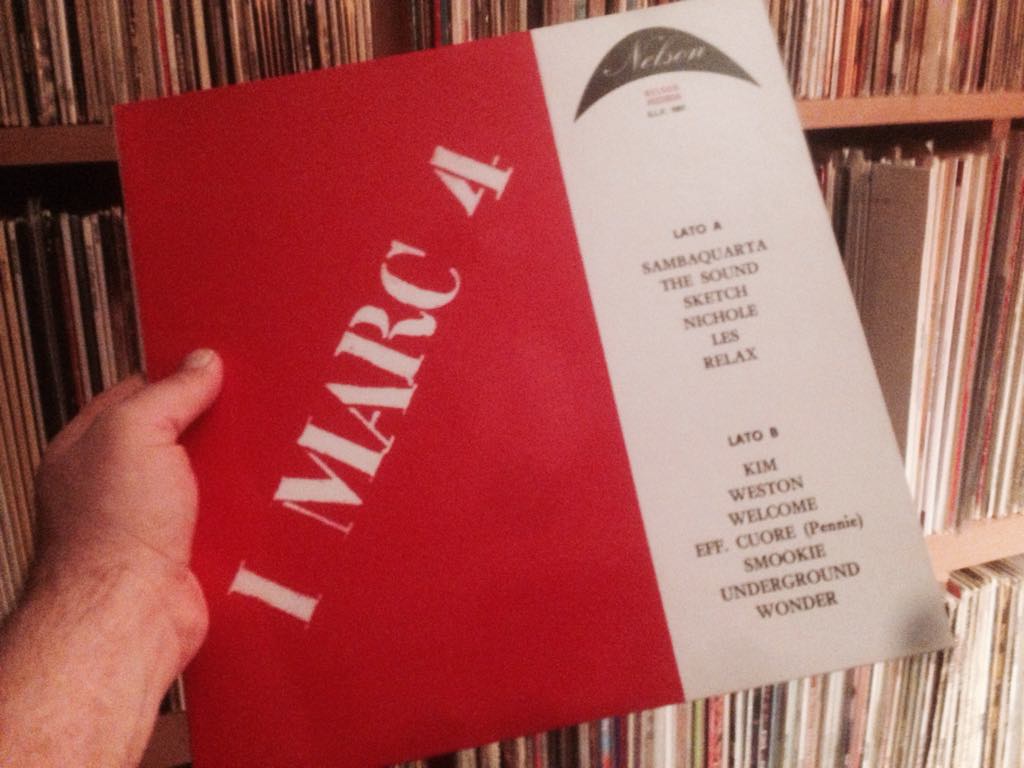 I MARC 4
Nelson
LATO A
SAMBAQUARTA
THE SOUND
SKETCH
NICHOLE
LES
RELAX
LATO B
KIM
WESTON
WELCOME
EFF. CUORE (Pennie)
SMOOKIE
UNDERGROUND
WONDER